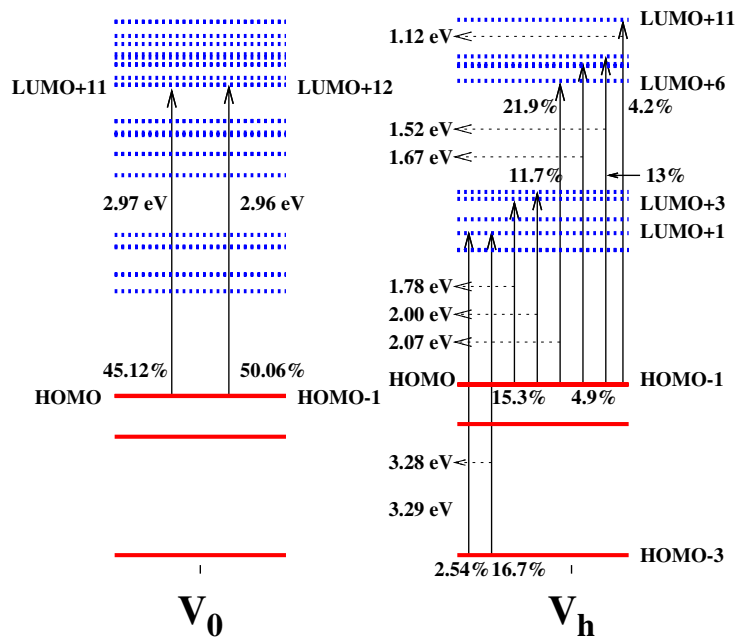 LUMO+11
LUMO+12
2.97 eV
2.96 eV
45.12%
50.06%
HOMO
HOMO-1
V0
LUMO+11
1.12 eV
LUMO+6
21.9%
4.2%
1.52 eV
1.67 eV
11.7%
13%
LUMO+3
LUMO+1
1.78 eV
2.00 eV
2.07 eV
HOMO
HOMO-1
15.3%
4.9%
3.28 eV
3.29 eV
HOMO-3
2.54%
16.7%
Vh